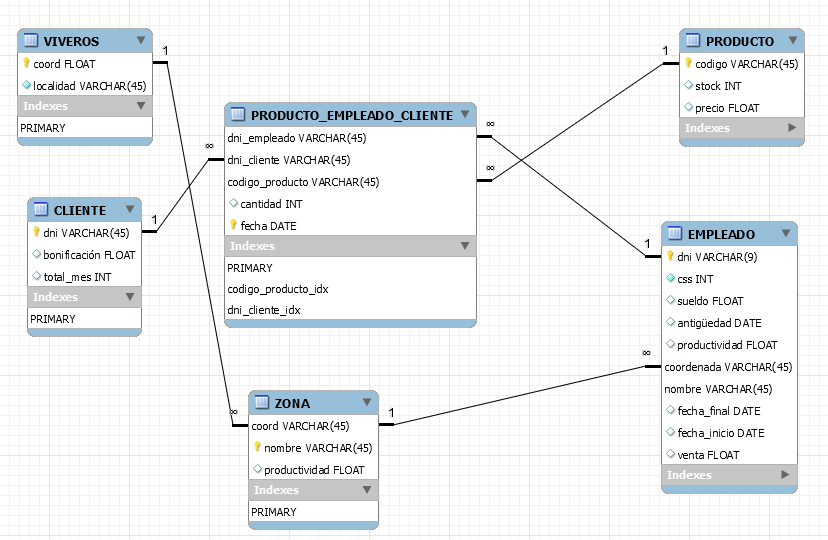 VIVEROS
coord FLOAT
localidad VARCHAR(45)
Indexes
PRIMARY
1
PRODUCTO
codigo VARCHAR(45)
stock INT
precio FLOAT
Indexes
1
PRODUCTO_EMPLEADO_CLIENTE
dni_empleado VARCHAR(45)
dni_cliente VARCHAR(45)
codigo_producto VARCHAR(45)
cantidad INT
fecha DATE
Indexes
PRIMARY
codigo_producto_idx
dni_cliente_idx
∞
∞
∞
CLIENTE
dni VARCHAR(45)
bonificación FLOAT
total_mes INT
Indexes
PRIMARY
1
EMPLEADO
dni VARCHAR(9)
css INT
sueldo FLOAT
antigüedad DATE
productividad FLOAT
coordenada VARCHAR(45)
nombre VARCHAR(45)
fecha_final DATE
fecha_inicio DATE
venta FLOAT
Indexes
1
∞
ZONA
coord VARCHAR(45)
nombre VARCHAR(45)
productividad FLOAT
Indexes
PRIMARY
∞
1